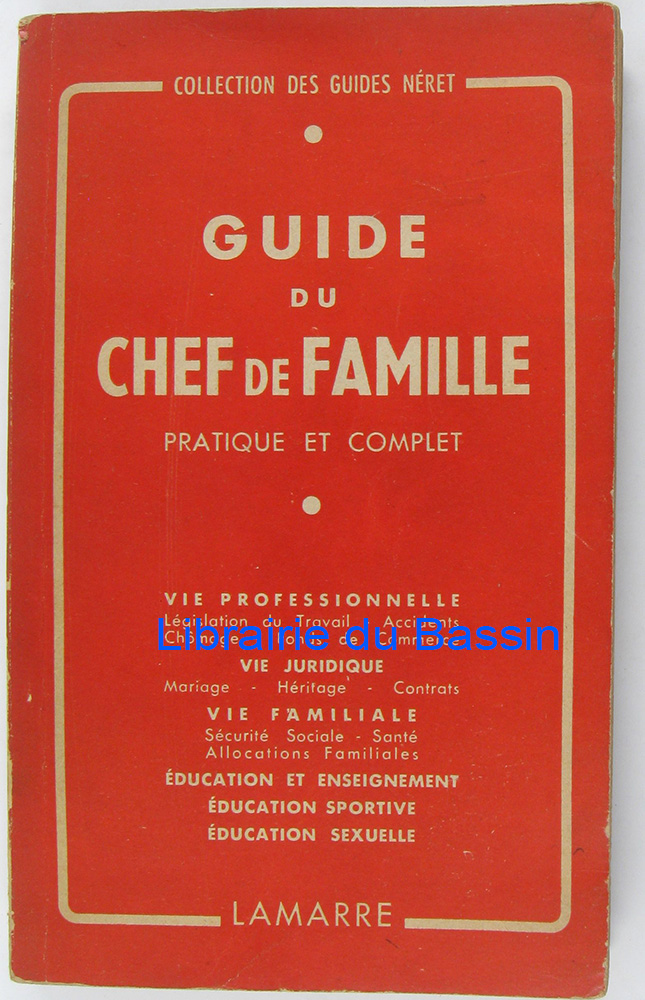 COLLECTION DES GUIDES NÉRET
GUIDE
DU
CHEF DE FAMILLE
PRATIQUE ET COMPLET
VIE PROFESSIONNELLE
Législation du Travail - Accidents
Chômage - Fonds de Commerce
Librairie du Bassin
VIE JURIDIQUE
Mariage - Héritage - Contrats
VIE FAMILIALE
Sécurité Sociale - Santé
Allocations Familiales
ÉDUCATION ET ENSEIGNEMENT
ÉDUCATION SPORTIVE
ÉDUCATION SEXUELLE
LAMARRE